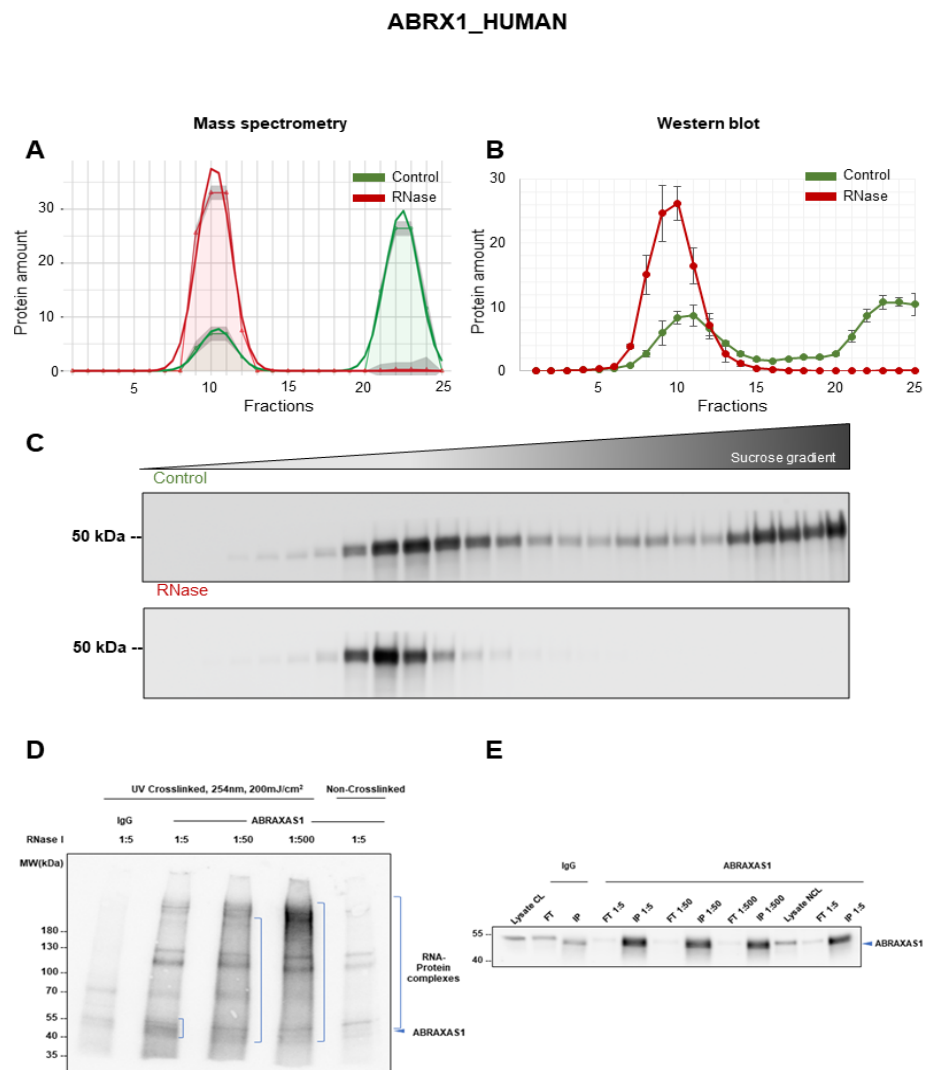 ABRX1_HUMAN
Mass spectrometry
Western blot
A
B
Control
RNase
Protein amount
30
20
10
0
5
10
15
20
25
Fractions
Control
RNase
Protein amount
30
20
10
0
5
10
15
20
25
Fractions
C
Sucrose gradient
Control
50 kDa --
RNase
50 kDa --
D
E
UV Crosslinked, 254nm, 200mJ/cm²
Non-Crosslinked
IgG
ABRAXAS1
RNase I
1:5
1:5
1:50
1:500
1:5
MW(kDa)
180
130
100
70
55
40
35
RNA-
Protein
complexes
ABRAXAS1
IgG
ABRAXAS1
Lysate CL
FT
IP
FT 1:5
IP 1:5
FT 1:50
IP 1:50
FT 1:500
IP 1:500
Lysate NCL
FT 1:5
IP 1:5
55
40
ABRAXAS1